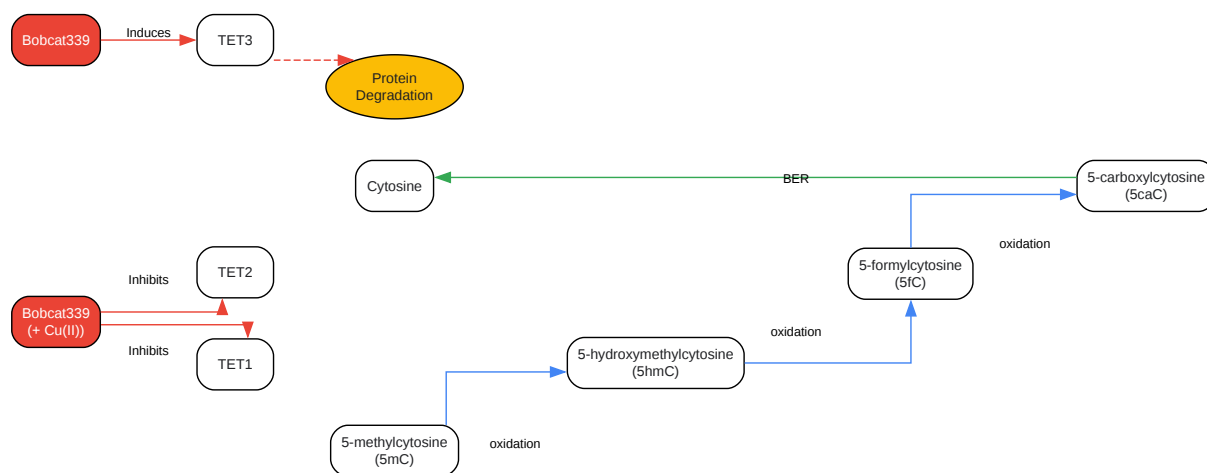 Bobcat339
Induces
TET3
Protein
Degradation
Cytosine
BER
5-carboxylcytosine
(5caC)
oxidation
TET2
Inhibits
5-formylcytosine
(5fC)
Bobcat339
(+ Cu(II))
oxidation
Inhibits
TET1
5-hydroxymethylcytosine
(5hmC)
5-methylcytosine
(5mC)
oxidation